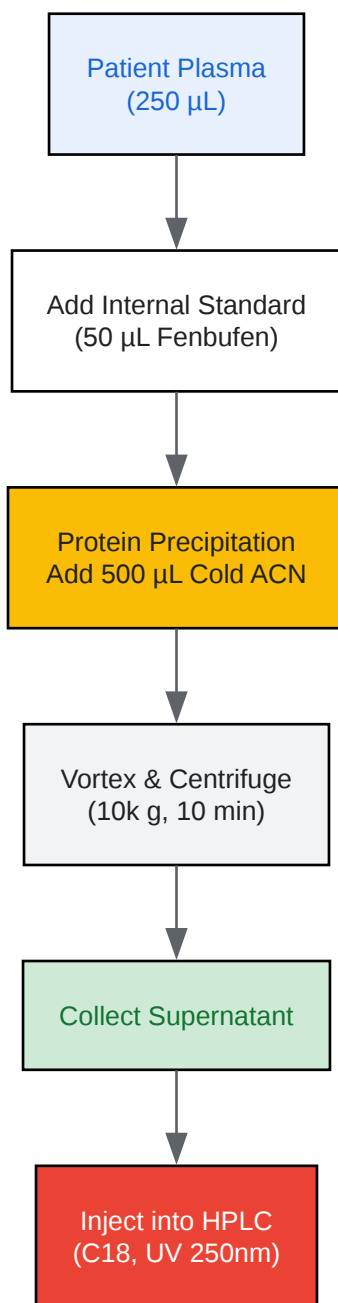 Patient Plasma
(250 µL)
Add Internal Standard
(50 µL Fenbufen)
Protein Precipitation
Add 500 µL Cold ACN
Vortex & Centrifuge
(10k g, 10 min)
Collect Supernatant
Inject into HPLC
(C18, UV 250nm)